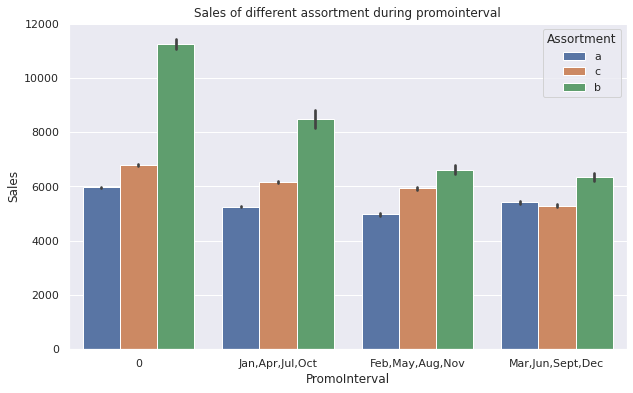 Sales of different assortment during promointerval
Assortment
a
c
b
Sales
12000
10000
8000
6000
4000
2000
0
0
Jan,Apr,Jul,Oct
Feb,May,Aug,Nov
Mar,Jun,Sept,Dec
PromoInterval